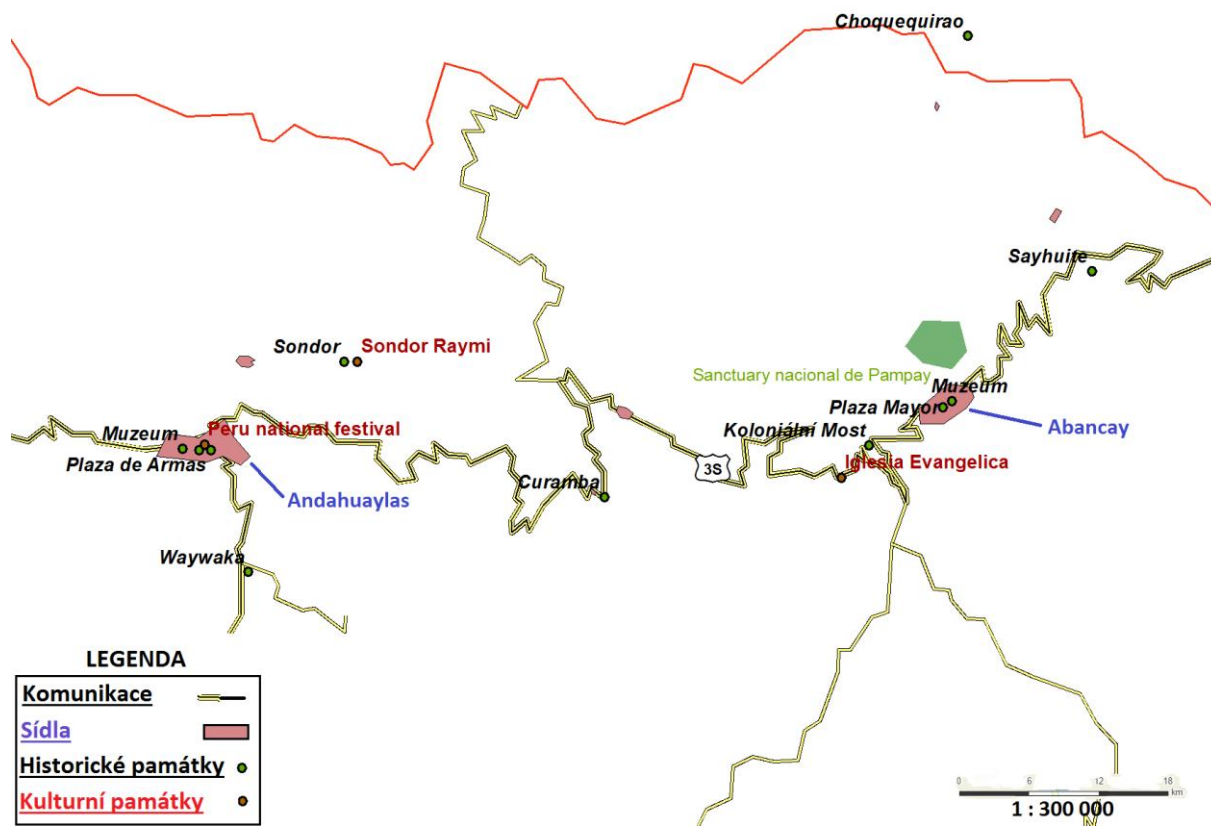 Choquequirao
Sayhuite
Sondor
Sondor Raymi
Sanctuary nacional de Pampay
Muzeum
Plaza Mayor
Abancay
Muzeum
Peru national festival
Plaza de Armas
Andahuaylas
Koloniální Most
Iglesia Evangelica
3S
Curamba
Waywaka
LEGENDA
Komunikace
Sídla
Historické památky
Kulturní památky
0 6 12 18
km
1 : 300 000